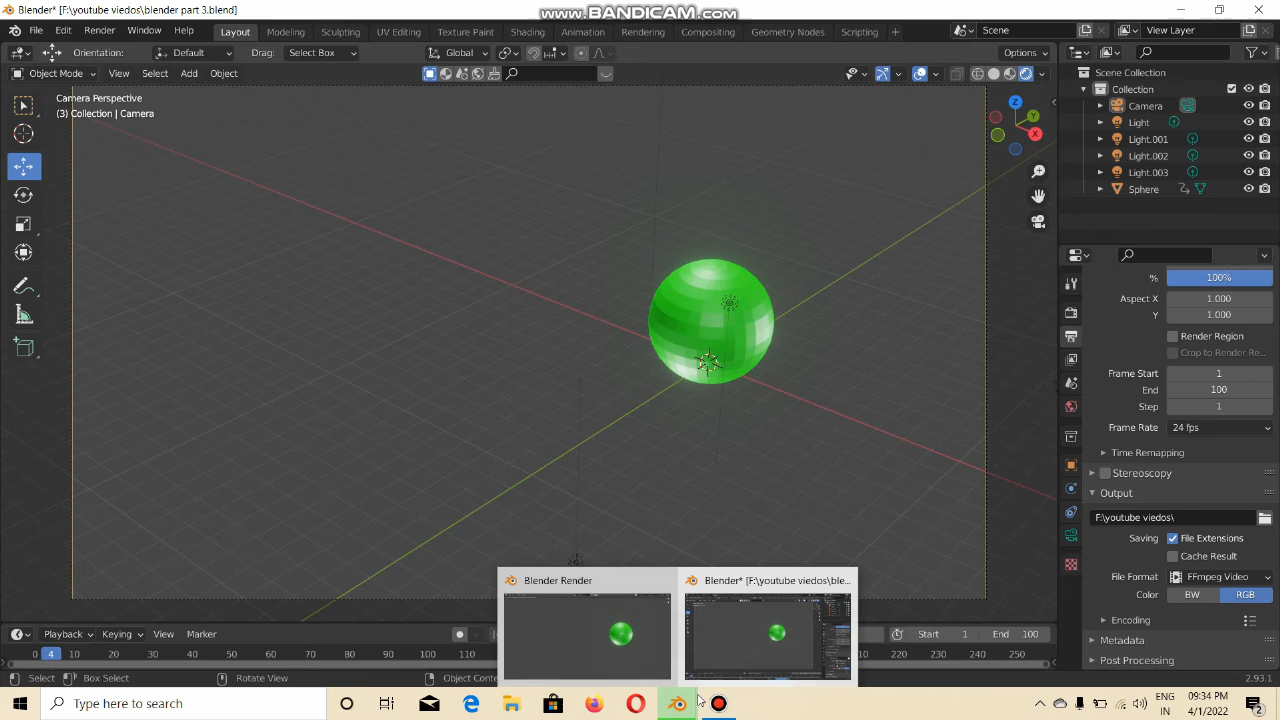 Blender* [F:\youtube viedos\blender part 3.blend]
www.BANDICAM.com
File Edit Render Window Help
Layout Modeling Sculpting UV Editing Texture Paint Shading Animation Rendering Compositing Geometry Nodes Scripting +
Scene
View Layer
Orientation: Default Drag: Select Box
Global
Options
Object Mode View Select Add Object
Camera Perspective
(3) Collection | Camera
Z
Y
X
Scene Collection
Collection
Camera
Light
Light.001
Light.002
Light.003
Sphere
% 100%
Aspect X 1.000
Y 1.000
Render Region
Crop to Render Re...
Frame Start 1
End 100
Step 1
Frame Rate 24 fps
Time Remapping
Stereoscopy
Output
F:\youtube viedos\
Saving File Extensions
Cache Result
File Format FFmpeg Video
Color BW RGB
Encoding
Metadata
Post Processing
Blender Render
Blender* [F:\youtube viedos\ble...
Playback Keying View Marker
Start 1 End 100
0 4 10 20 30 40 50 60 70 80 90 100 110
200 210 220 230 240 250
Select
Rotate View
Object Conte
2.93.1
Type here to search
ENG
IN
09:34 PM
4/1/2022
2